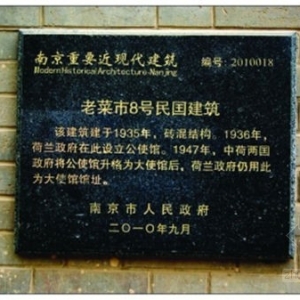 南京重要近现代建筑 编号：2010018
Modern Historical Architecture·Nanjing
老菜市8号民国建筑
该建筑建于1935年，砖混结构。1936年，
荷兰政府在此设立公使馆。1947年，中荷两国
政府将公使馆升格为大使馆后，荷兰政府仍用此
为大使馆馆址。
南京市人民政府
二〇一〇年九月